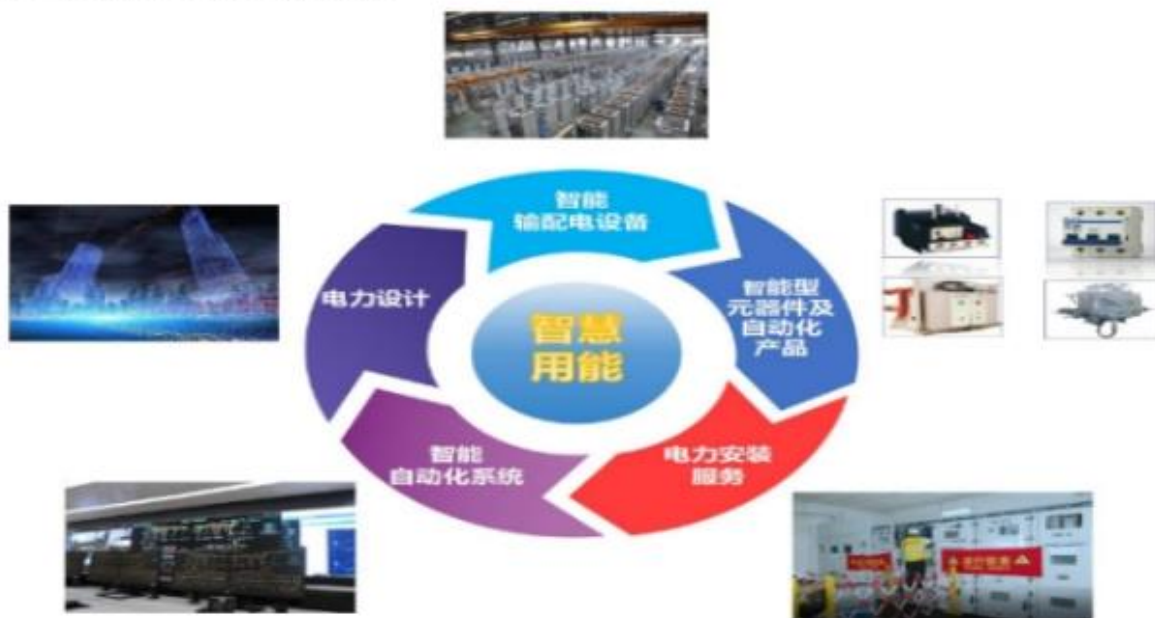 智能
输配电设备
电力设计
智能型
元器件及
自动化
产品
智慧
用能
智能
自动化系统
电力安装
服务